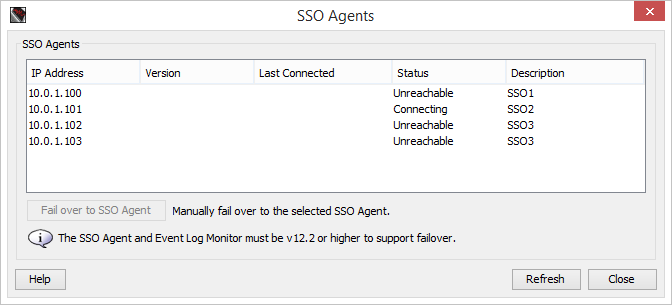 SSO Agents
SSO Agents
IP Address Version Last Connected Status Description
10.0.1.100 Unreachable SSO1
10.0.1.101 Connecting SSO2
10.0.1.102 Unreachable SSO3
10.0.1.103 Unreachable SSO3
Fail over to SSO Agent Manually fail over to the selected SSO Agent.
The SSO Agent and Event Log Monitor must be v12.2 or higher to support failover.
Help Refresh Close